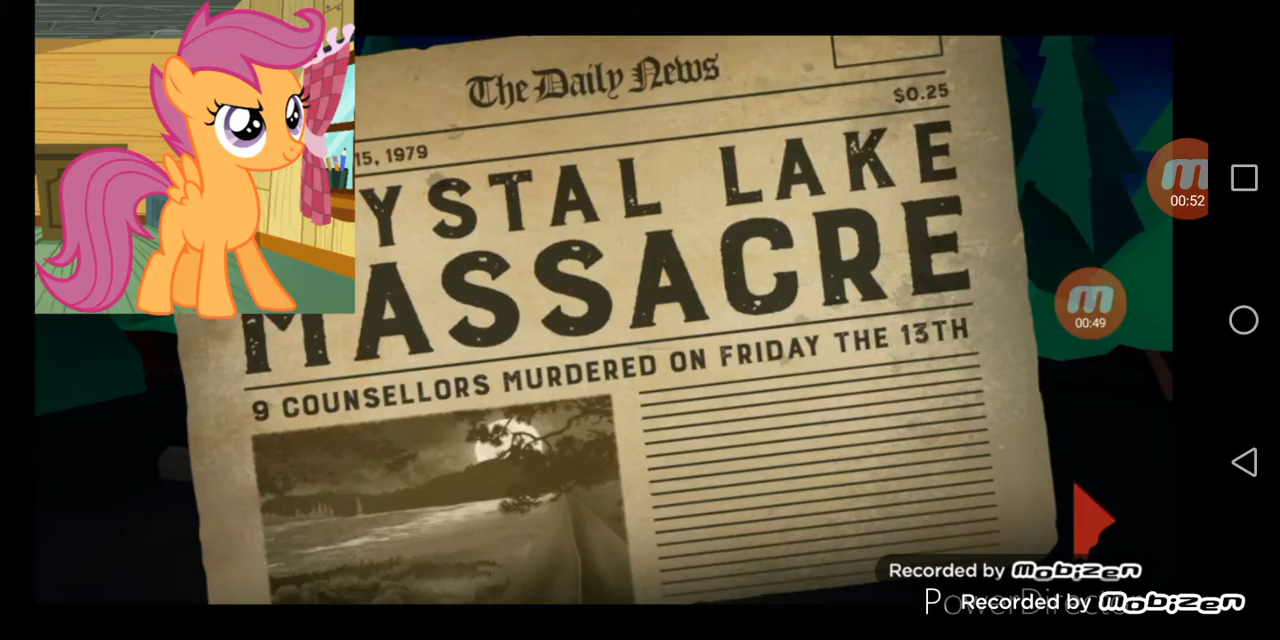 The Daily News
$0.25
15, 1979
YSTAL LAKE
MASSACRE
9 COUNSELLORS MURDERED ON FRIDAY THE 13TH
00:52
00:49
Recorded by mobizen
Recorded by mobizen